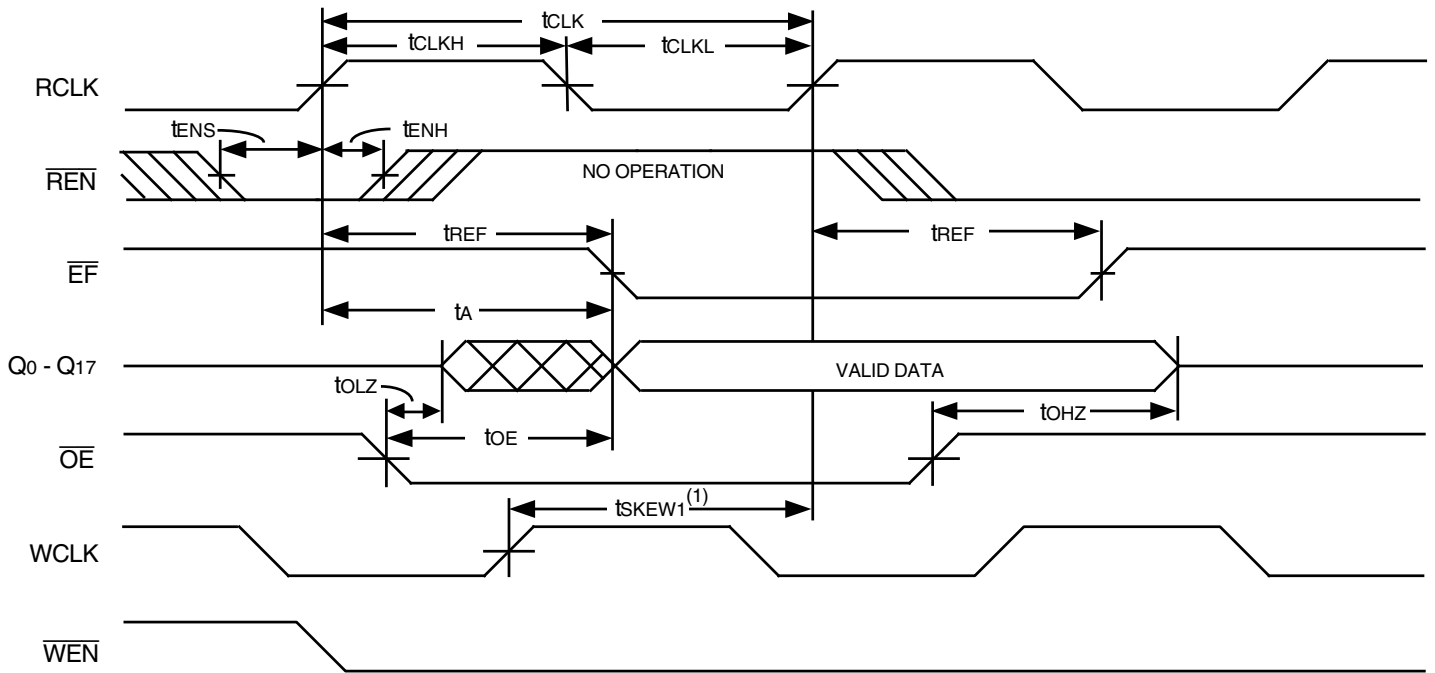 tCLK
tCLKH tCLKL
RCLK
tENS tENH
REN NO OPERATION
tREF tREF
EF
tA
Q0 - Q17 VALID DATA
tOLZ tOHZ
tOE
OE
tSKEW1(1)
WCLK
WEN